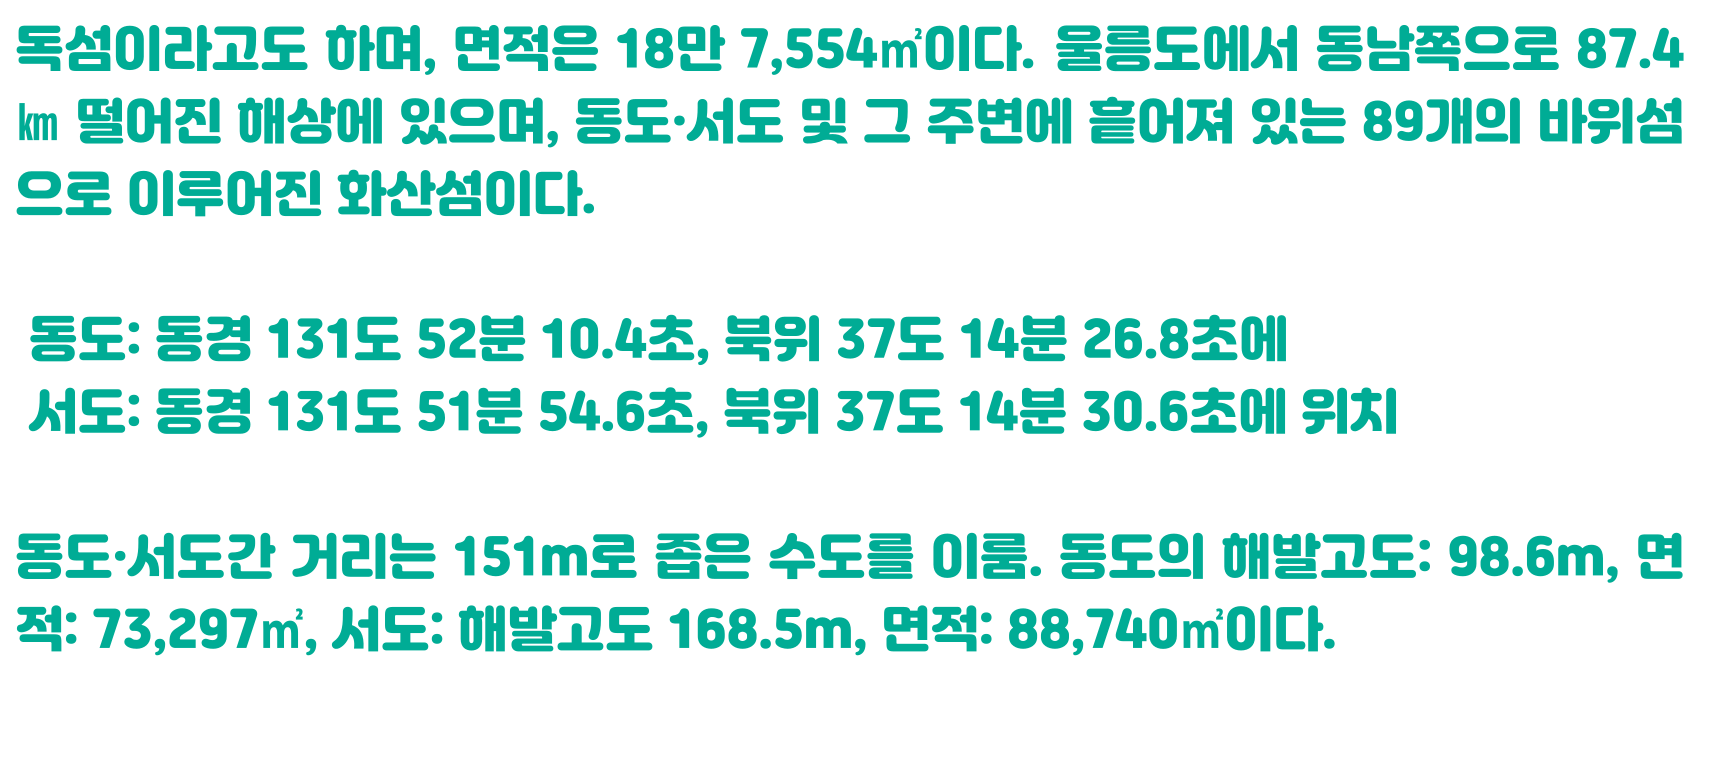 독섬이라고도 하며, 면적은 18만 7,554㎡이다. 울릉도에서 동남쪽으로 87.4
㎞ 떨어진 해상에 있으며, 동도·서도 및 그 주변에 흩어져 있는 89개의 바위섬
으로 이루어진 화산섬이다.
동도: 동경 131도 52분 10.4초, 북위 37도 14분 26.8초에
서도: 동경 131도 51분 54.6초, 북위 37도 14분 30.6초에 위치
동도·서도간 거리는 151m로 좁은 수도를 이룸. 동도의 해발고도: 98.6m, 면
적: 73,297㎡, 서도: 해발고도 168.5m, 면적: 88,740㎡이다.